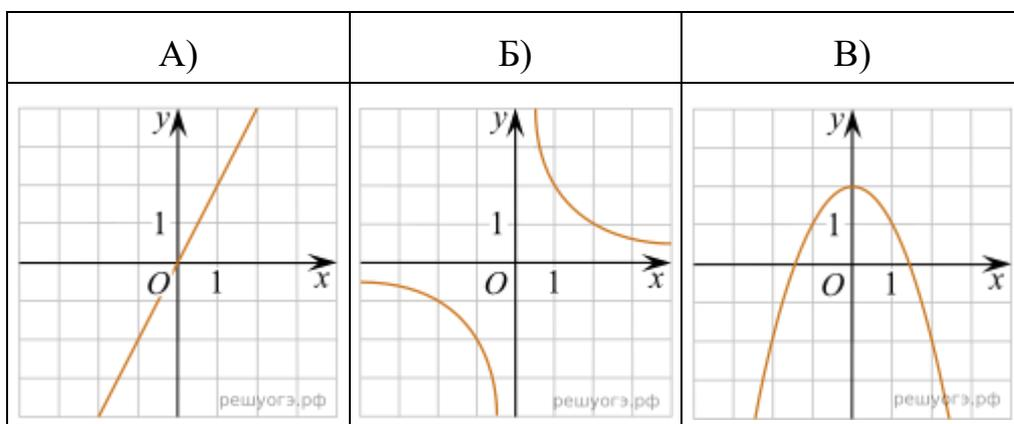 А) Б) В)
y y y
1 1 1
O 1 x O 1 x O 1 x
решуогэ.рф решуогэ.рф решуогэ.рф